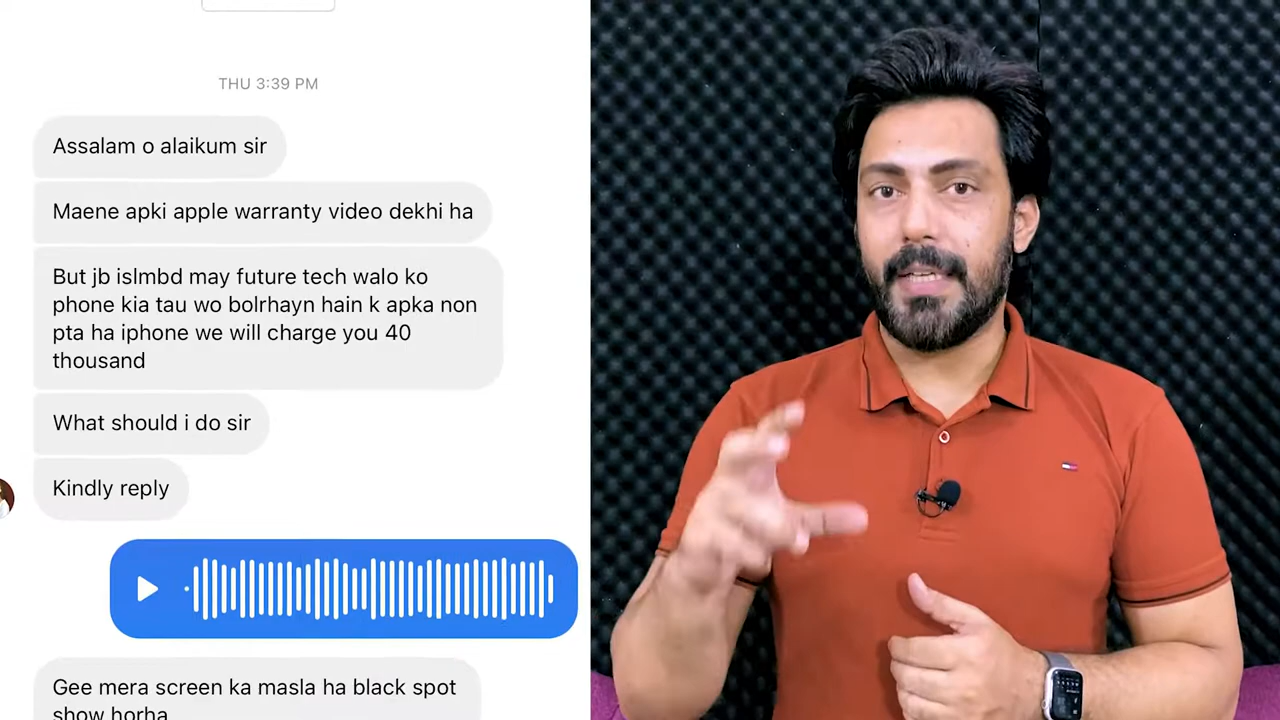 THU 3:39 PM
Assalam o alaikum sir
Maene apki apple warranty video dekhi ha
But jb islmbd may future tech walo ko
phone kia tau wo bolrhayn hain k apka non
pta ha iphone we will charge you 40
thousand
What should i do sir
Kindly reply
Gee mera screen ka masla ha black spot
show horha